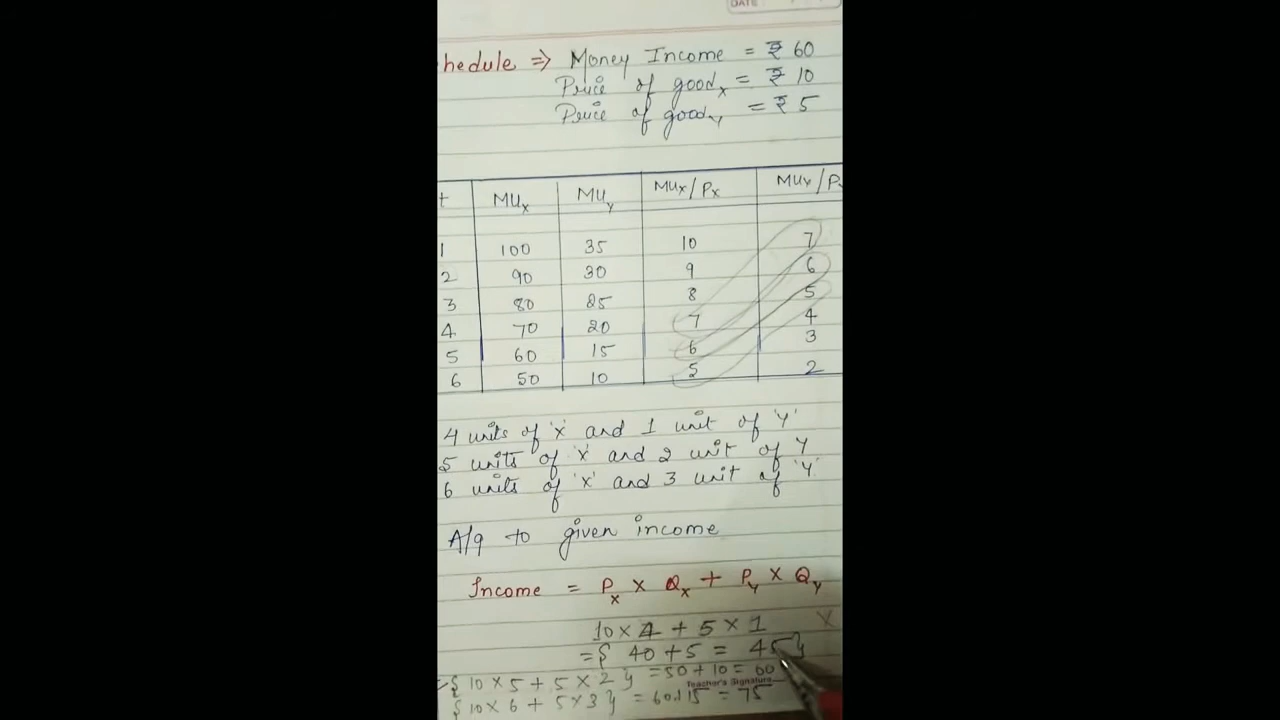 DATE
hedule => Money Income = ₹ 60
Price of good x = ₹ 10
Price of good y = ₹ 5
t MUx MUy MUx/Px MUy/P
1 100 35 10 7
2 90 30 9 6
3 80 25 8 5
4 70 20 7 4
5 60 15 6 3
6 50 10 5 2
4 units of 'x' and 1 unit of 'Y'
5 units of 'x' and 2 unit of Y
6 units of 'x' and 3 unit of 'Y'
A/q to given income
Income = Px × Qx + Py × Qy
10 × 4 + 5 × 1 X
= { 40 + 5 = 45 }
{ 10 × 5 + 5 × 2 } = 50 + 10 = 60
Teacher's Signature
{ 10 × 6 + 5 × 3 } = 60+15 = 75